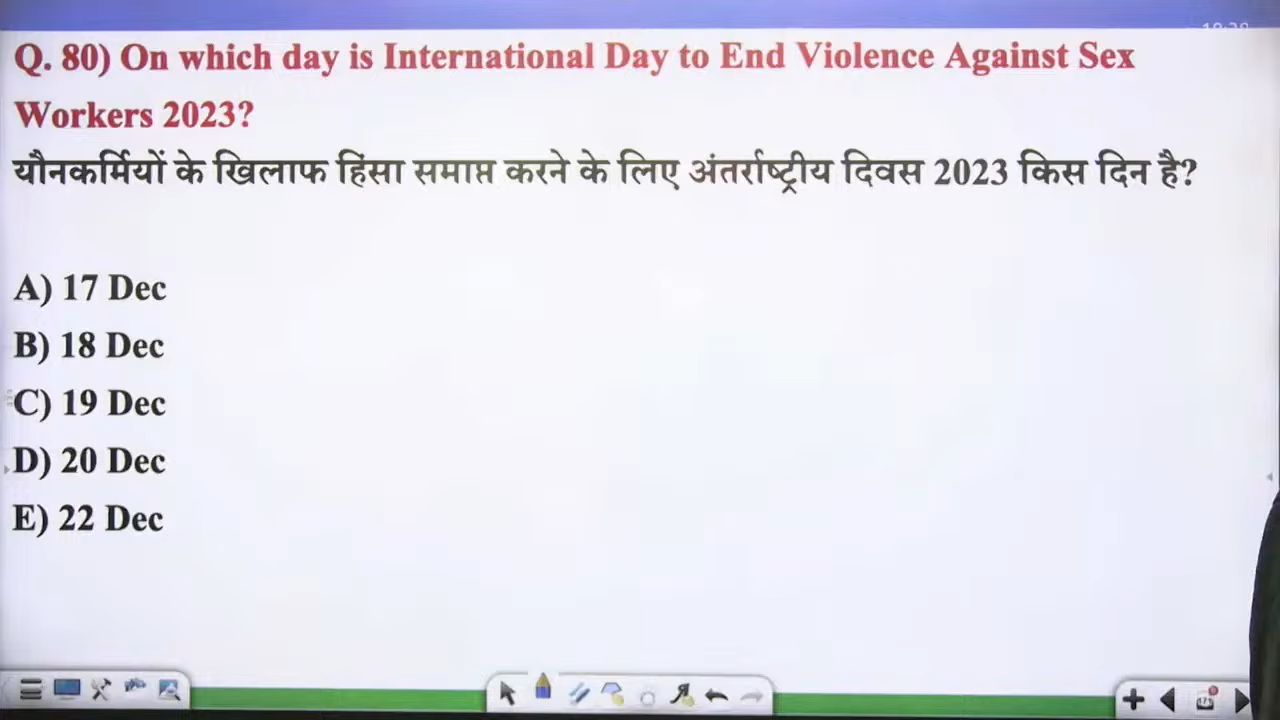 Q. 80) On which day is International Day to End Violence Against Sex
Workers 2023?
यौनकर्मियों के खिलाफ हिंसा समाप्त करने के लिए अंतर्राष्ट्रीय दिवस 2023 किस दिन है?
A) 17 Dec
B) 18 Dec
C) 19 Dec
D) 20 Dec
E) 22 Dec